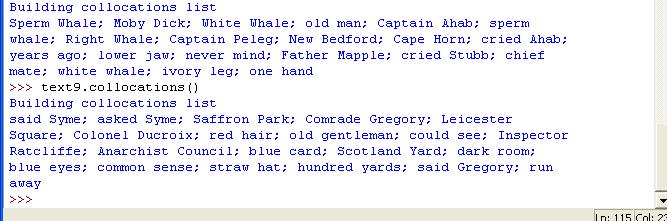 Building collocations list
Sperm Whale; Moby Dick; White Whale; old man; Captain Ahab; sperm
whale; Right Whale; Captain Peleg; New Bedford; Cape Horn; cried Ahab;
years ago; lower jaw; never mind; Father Mapple; cried Stubb; chief
mate; white whale; ivory leg; one hand
>>> text9.collocations()
Building collocations list
said Syme; asked Syme; Saffron Park; Comrade Gregory; Leicester
Square; Colonel Ducroix; red hair; old gentleman; could see; Inspector
Ratcliffe; Anarchist Council; blue card; Scotland Yard; dark room;
blue eyes; common sense; straw hat; hundred yards; said Gregory; run
away
>>>
Ln: 115 Col: